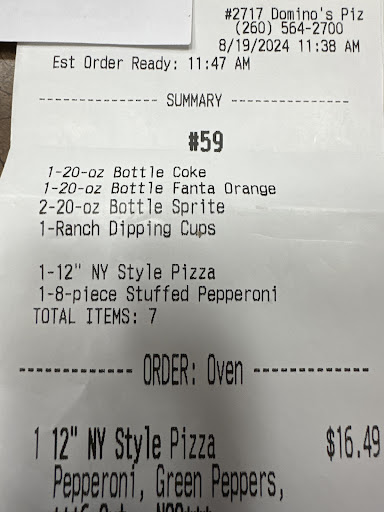 #2717 Domino's Piz
(260) 564-2700
8/19/2024 11:38 AM
Est Order Ready: 11:47 AM
SUMMARY
#59
1-20-oz Bottle Coke
1-20-oz Bottle Fanta Orange
2-20-oz Bottle Sprite
1-Ranch Dipping Cups
1-12" NY Style Pizza
1-8-piece Stuffed Pepperoni
TOTAL ITEMS: 7
ORDER: Oven
1 12" NY Style Pizza $16.49
Pepperoni, Green Peppers,